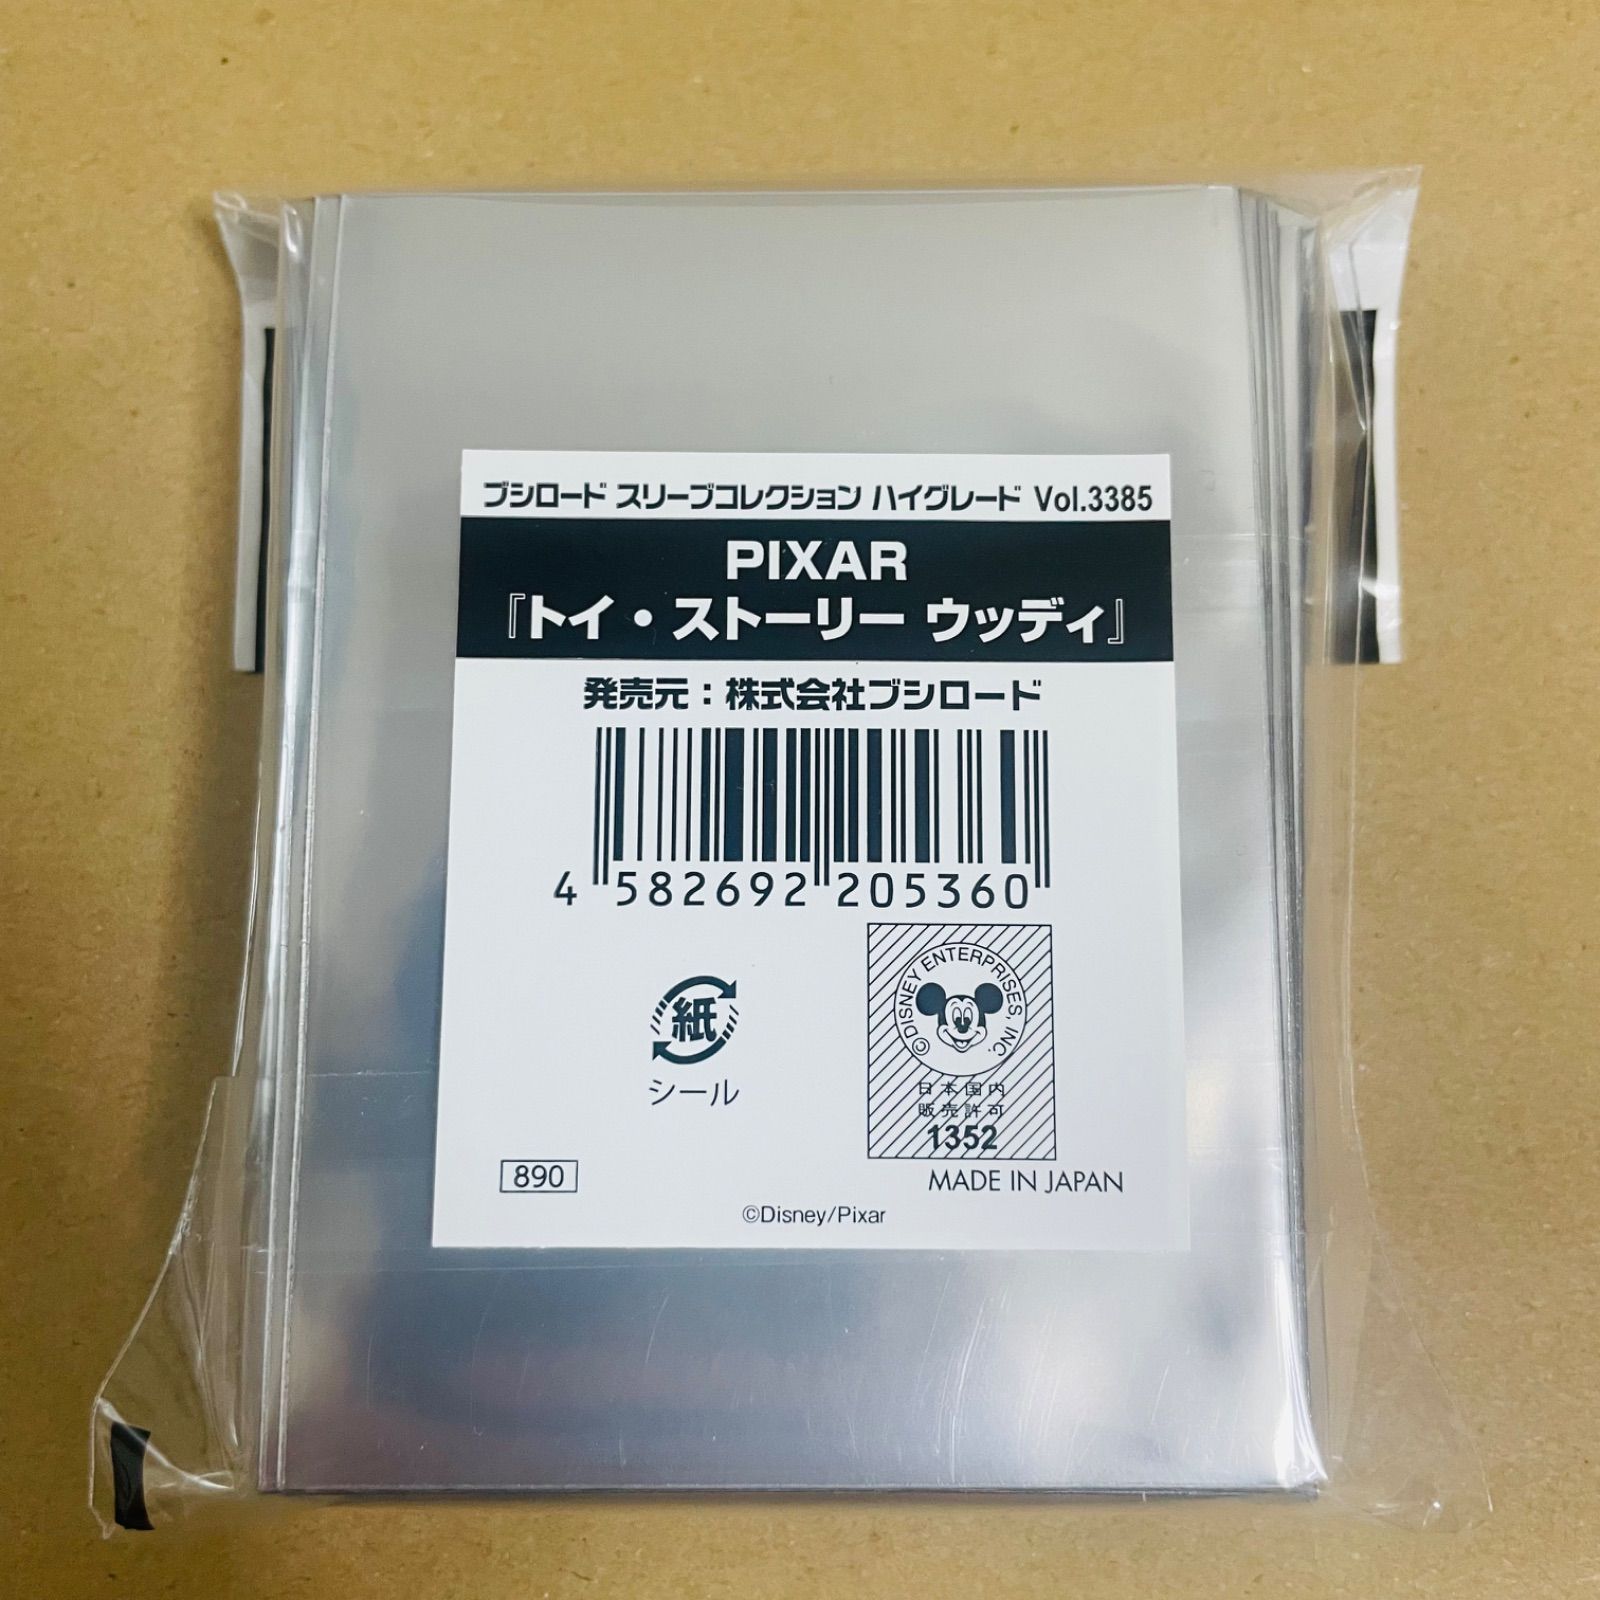 ブシロード スリーブコレクション ハイグレード Vol.3385
PIXAR
『トイ・ストーリー ウッディ』
発売元：株式会社ブシロード
4 582692 205360
紙
シール
©DISNEY ENTERPRISES, INC.
日本国内
販売許可
1352
890
MADE IN JAPAN
©Disney/Pixar